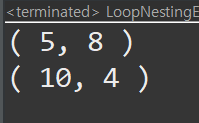 <terminated> LoopNestingE
( 5, 8 )
( 10, 4 )